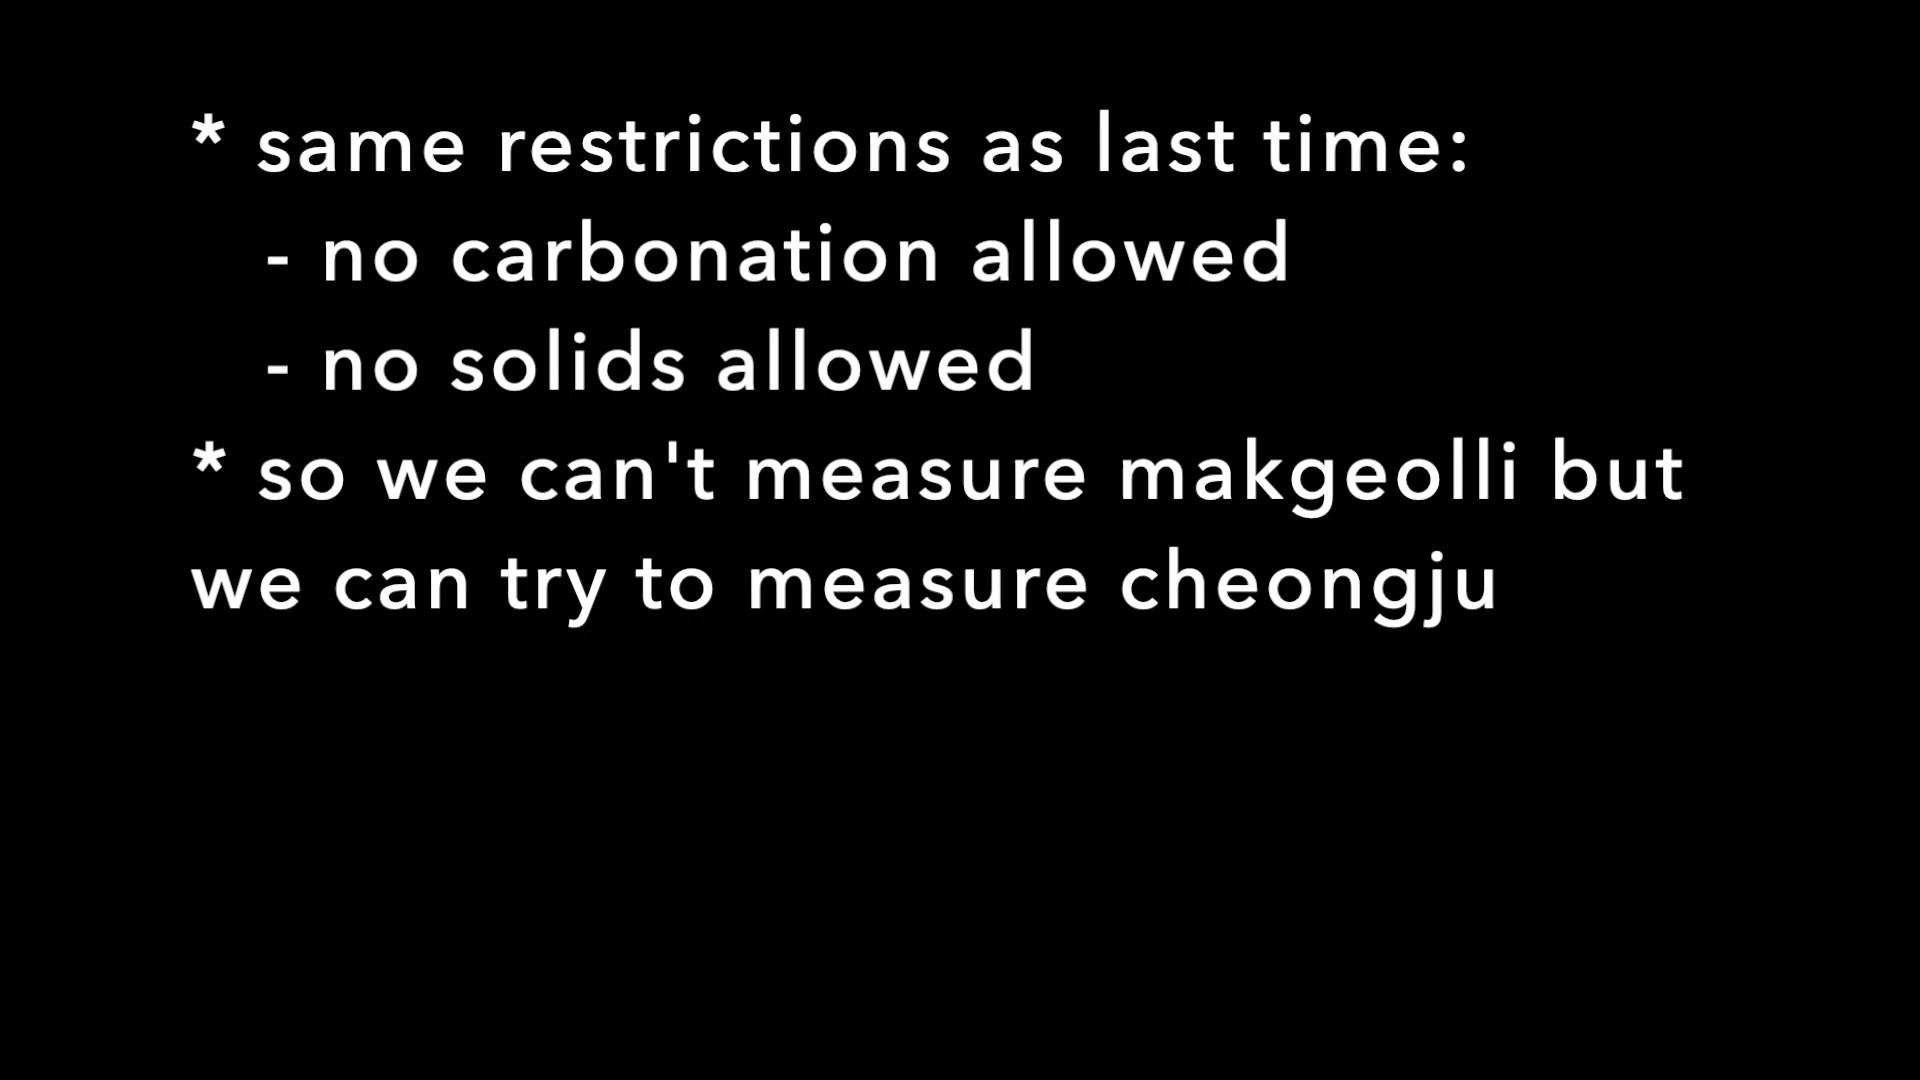 * same restrictions as last time:
- no carbonation allowed
- no solids allowed
* so we can't measure makgeolli but
we can try to measure cheongju